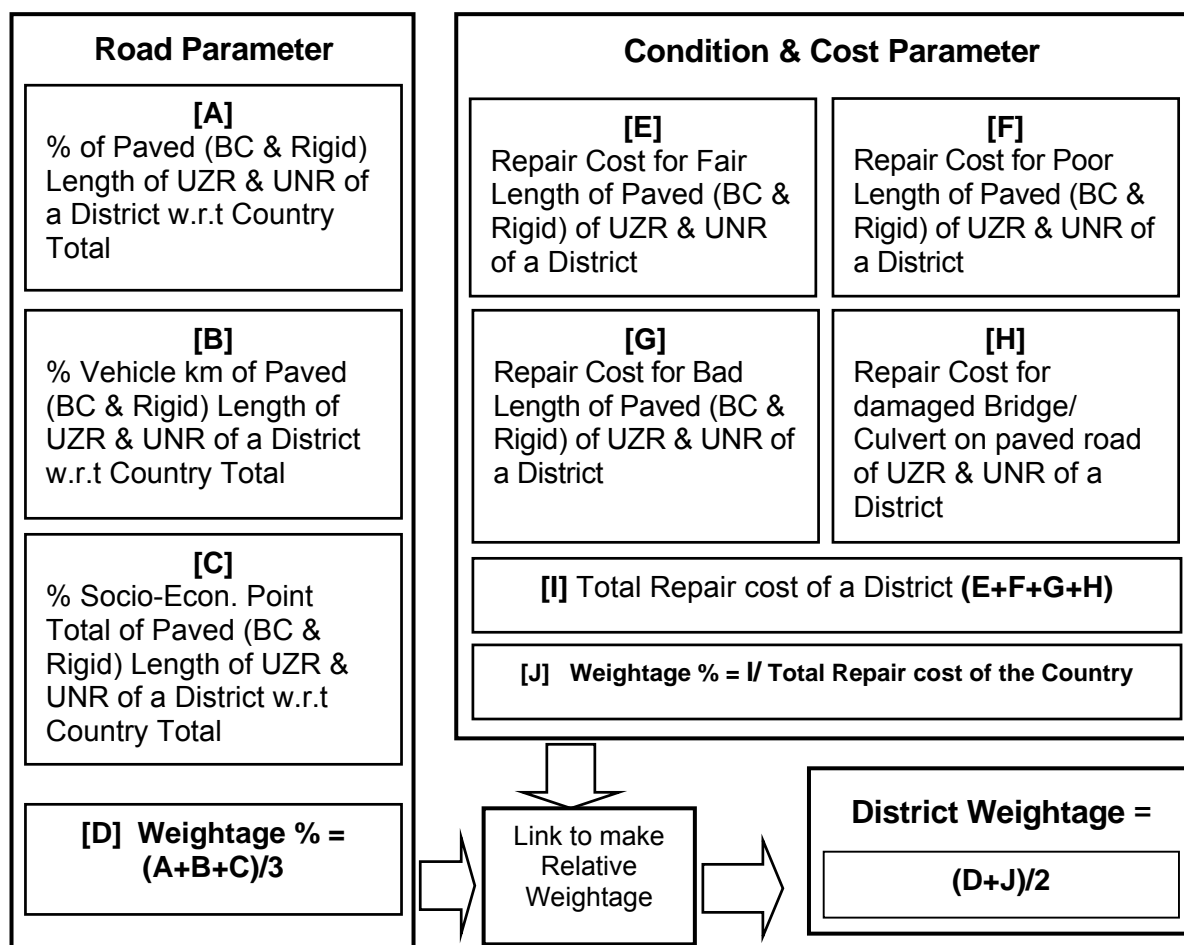 Road Parameter
[A]
% of Paved (BC & Rigid)
Length of UZR & UNR of
a District w.r.t Country
Total
[B]
% Vehicle km of Paved
(BC & Rigid) Length of
UZR & UNR of a District
w.r.t Country Total
[C]
% Socio-Econ. Point
Total of Paved (BC &
Rigid) Length of UZR &
UNR of a District w.r.t
Country Total
[D] Weightage % =
(A+B+C)/3
Condition & Cost Parameter
[E]
Repair Cost for Fair
Length of Paved (BC &
Rigid) of UZR & UNR
of a District
[F]
Repair Cost for Poor
Length of Paved (BC &
Rigid) of UZR & UNR of
a District
[G]
Repair Cost for Bad
Length of Paved (BC &
Rigid) of UZR & UNR of
a District
[H]
Repair Cost for
damaged Bridge/
Culvert on paved road
of UZR & UNR of a
District
[I] Total Repair cost of a District (E+F+G+H)
[J] Weightage % = I/ Total Repair cost of the Country
Link to make
Relative
Weightage
District Weightage =
(D+J)/2